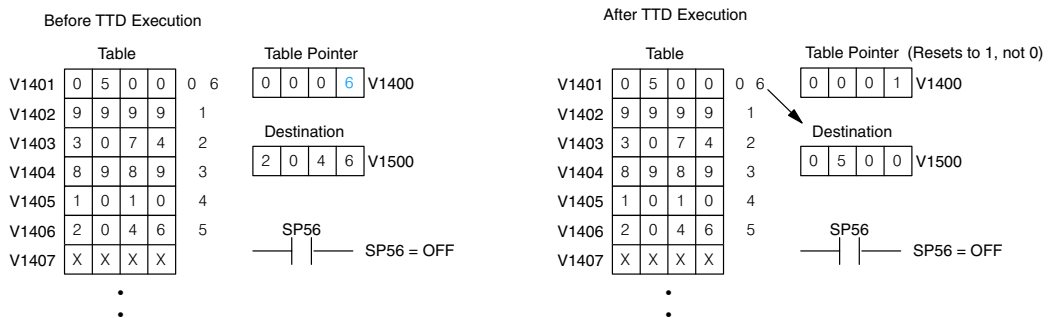 Before TTD Execution
Table
Table Pointer
V1401 0 5 0 0 0 6
0 0 0 6 V1400
V1402 9 9 9 9 1
Destination
V1403 3 0 7 4 2
2 0 4 6 V1500
V1404 8 9 8 9 3
V1405 1 0 1 0 4
V1406 2 0 4 6 5
SP56
SP56 = OFF
V1407 X X X X
After TTD Execution
Table
Table Pointer (Resets to 1, not 0)
V1401 0 5 0 0 0 6
0 0 0 1 V1400
V1402 9 9 9 9 1
Destination
V1403 3 0 7 4 2
0 5 0 0 V1500
V1404 8 9 8 9 3
V1405 1 0 1 0 4
V1406 2 0 4 6 5
SP56
SP56 = OFF
V1407 X X X X